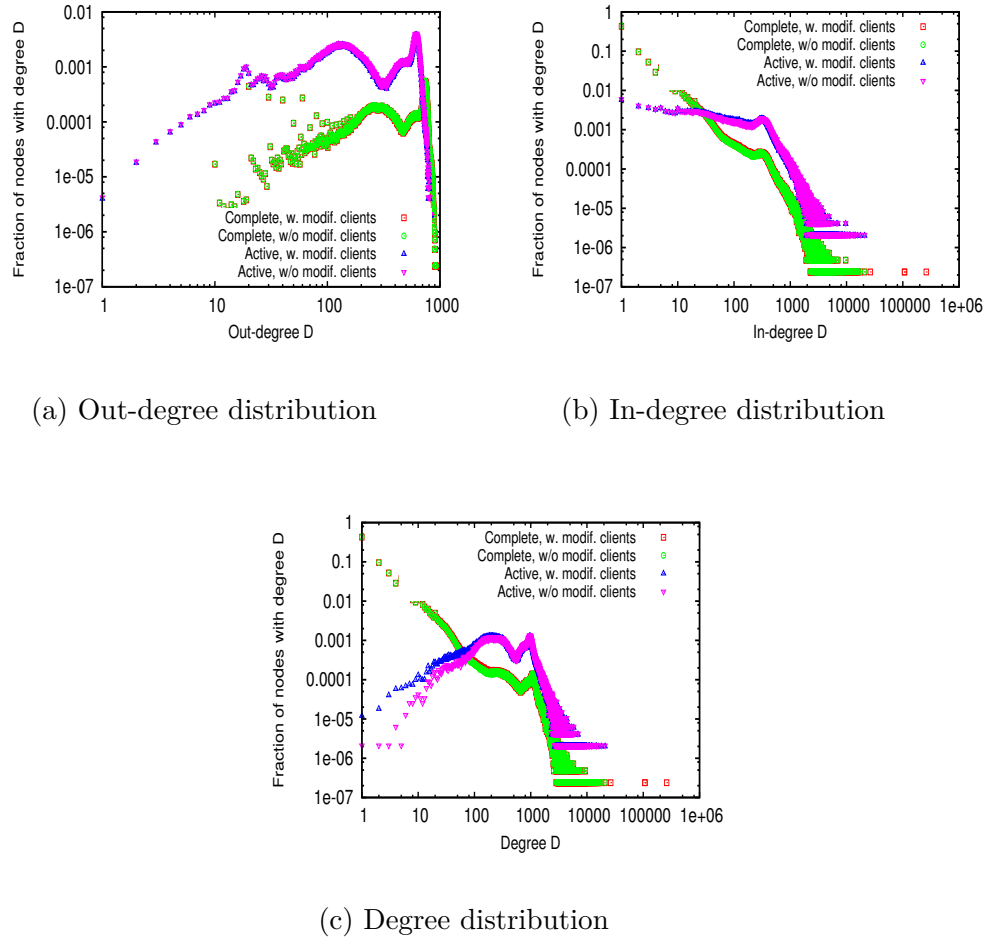 Fraction of nodes with degree D
0.01
0.001
0.0001
1e-05
1e-06
1e-07
1 10 100 1000
Out-degree D
Complete, w. modif. clients
Complete, w/o modif. clients
Active, w. modif. clients
Active, w/o modif. clients
(a) Out-degree distribution
Fraction of nodes with degree D
1
0.1
0.01
0.001
0.0001
1e-05
1e-06
1e-07
1 10 100 1000 10000 100000 1e+06
In-degree D
Complete, w. modif. clients
Complete, w/o modif. clients
Active, w. modif. clients
Active, w/o modif. clients
(b) In-degree distribution
Fraction of nodes with degree D
1
0.1
0.01
0.001
0.0001
1e-05
1e-06
1e-07
1 10 100 1000 10000 100000 1e+06
Degree D
Complete, w. modif. clients
Complete, w/o modif. clients
Active, w. modif. clients
Active, w/o modif. clients
(c) Degree distribution